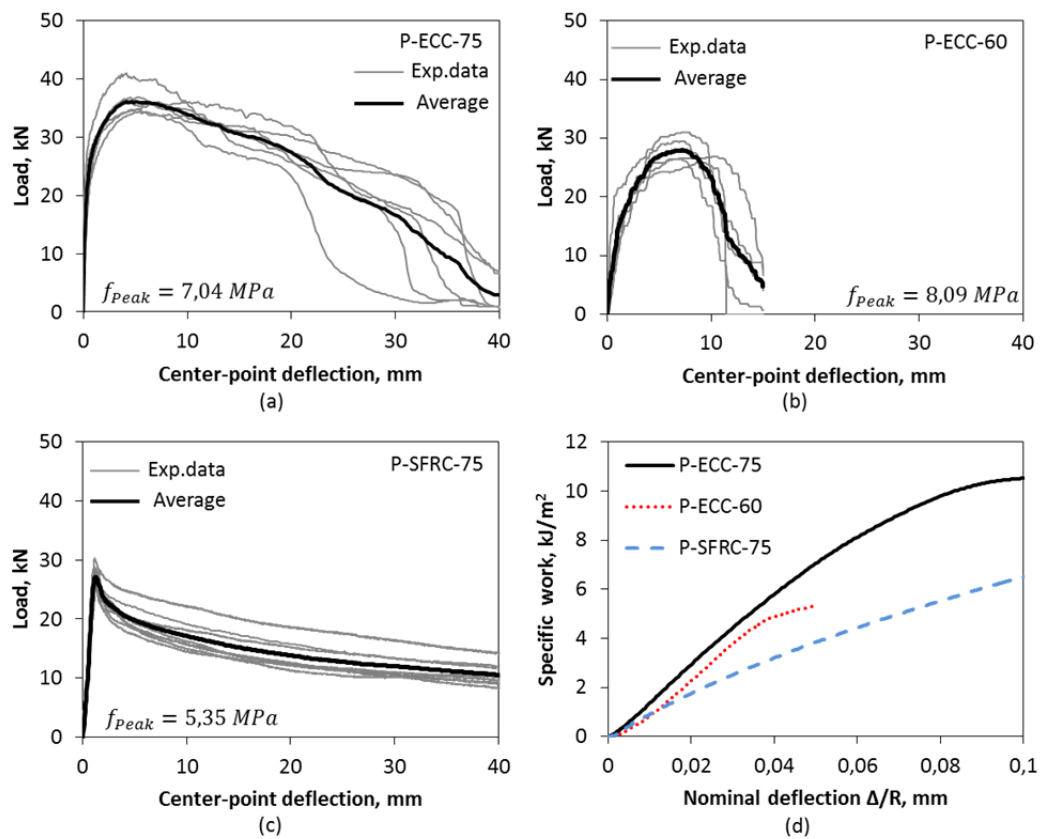 50
P-ECC-75
40
Exp.data
30
Average
20
10
0
Load, kN
f_Peak = 7,04 MPa
0 10 20 30 40
Center-point deflection, mm
(a)
50
P-ECC-60
40
Exp.data
30
Average
20
10
0
Load, kN
f_Peak = 8,09 MPa
0 10 20 30 40
Center-point deflection, mm
(b)
50
P-SFRC-75
40
Exp.data
30
Average
20
10
0
Load, kN
f_Peak = 5,35 MPa
0 10 20 30 40
Center-point deflection, mm
(c)
12
P-ECC-75
10
P-ECC-60
8
P-SFRC-75
6
4
2
0
Specific work, kJ/m²
0 0,02 0,04 0,06 0,08 0,1
Nominal deflection Δ/R, mm
(d)